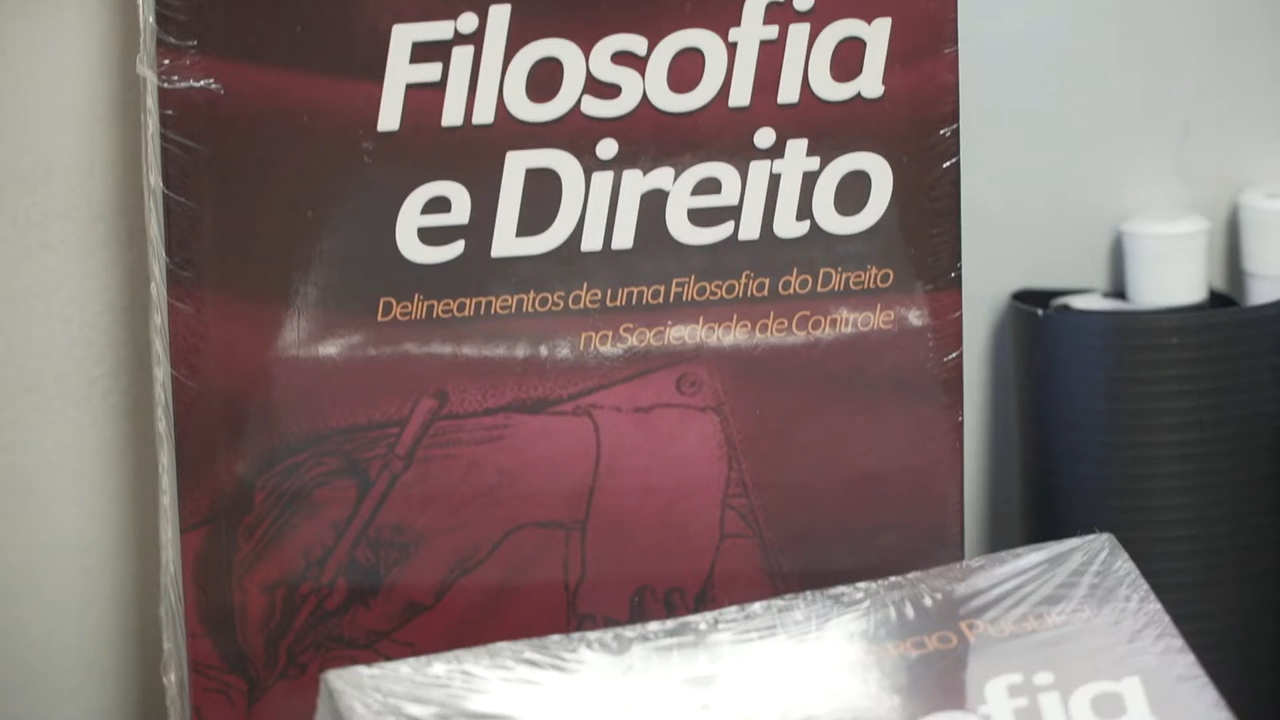 Filosofia
e Direito
Delineamentos de uma Filosofia do Direito
na Sociedade de Controle